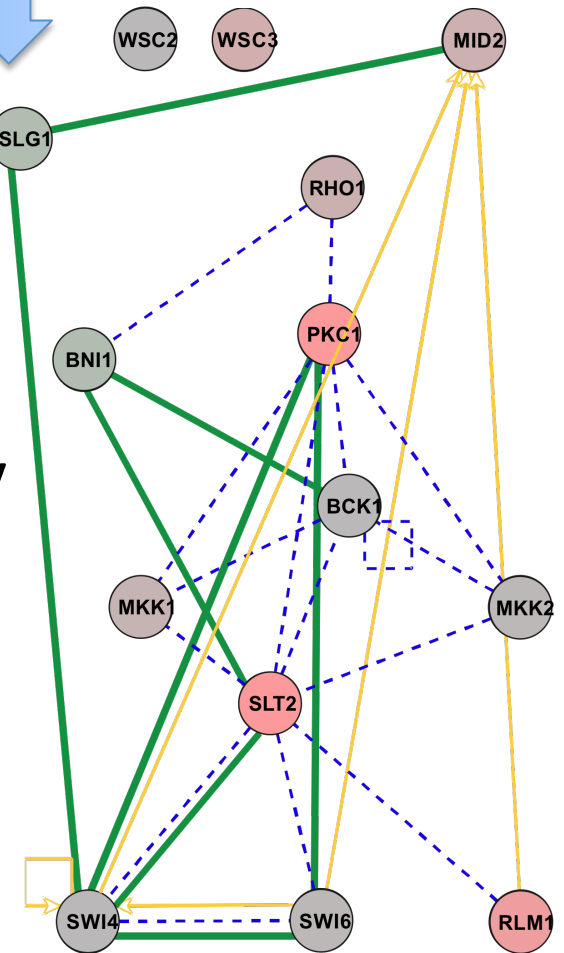 WSC2
WSC3
MID2
SLG1
RHO1
PKC1
BNI1
BCK1
MKK1
MKK2
SLT2
SWI4
SWI6
RLM1